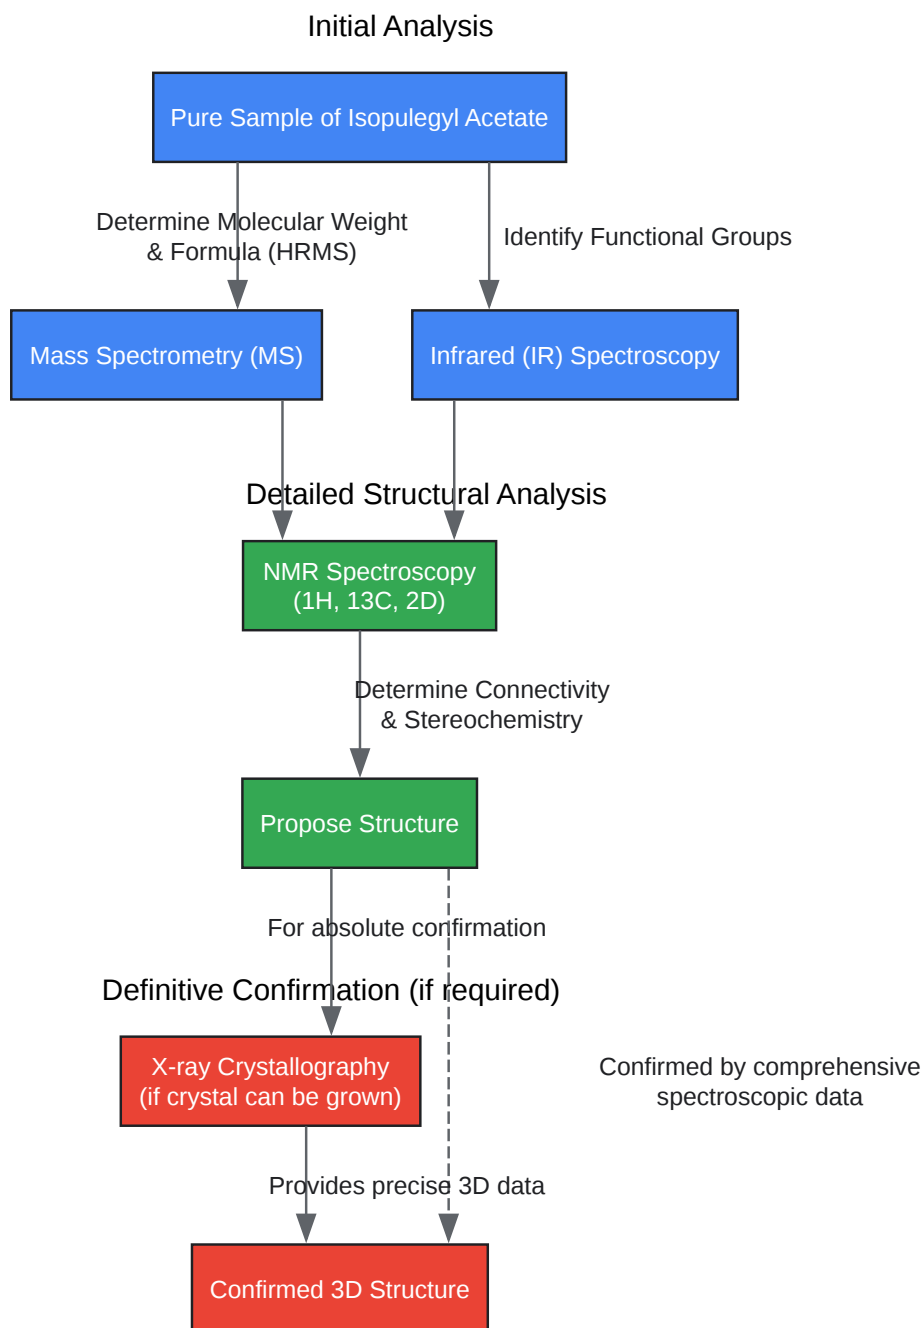 Initial Analysis
Pure Sample of Isopulegyl Acetate
Determine Molecular Weight
& Formula (HRMS)
Identify Functional Groups
Mass Spectrometry (MS)
Infrared (IR) Spectroscopy
Detailed Structural Analysis
NMR Spectroscopy
(1H, 13C, 2D)
Determine Connectivity
& Stereochemistry
Propose Structure
For absolute confirmation
Definitive Confirmation (if required)
X-ray Crystallography
(if crystal can be grown)
Confirmed by comprehensive
spectroscopic data
Provides precise 3D data
Confirmed 3D Structure